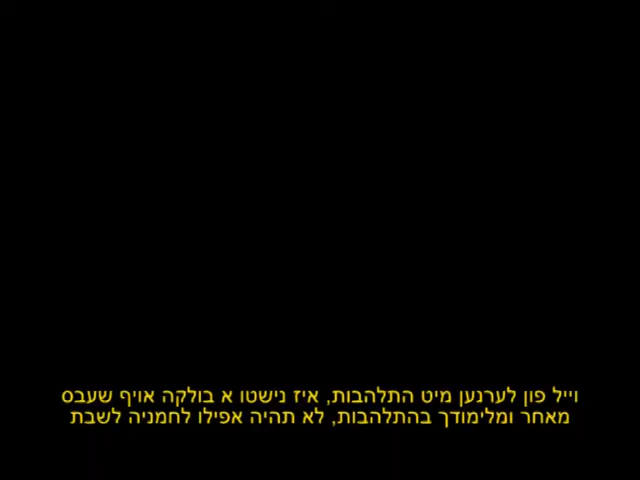 וייל פון לערנען מיט התלהבות, איז נישטו א בולקה אויף שעבס
מאחר ומלימודך בהתלהבות, לא תהיה אפילו לחמניה לשבת